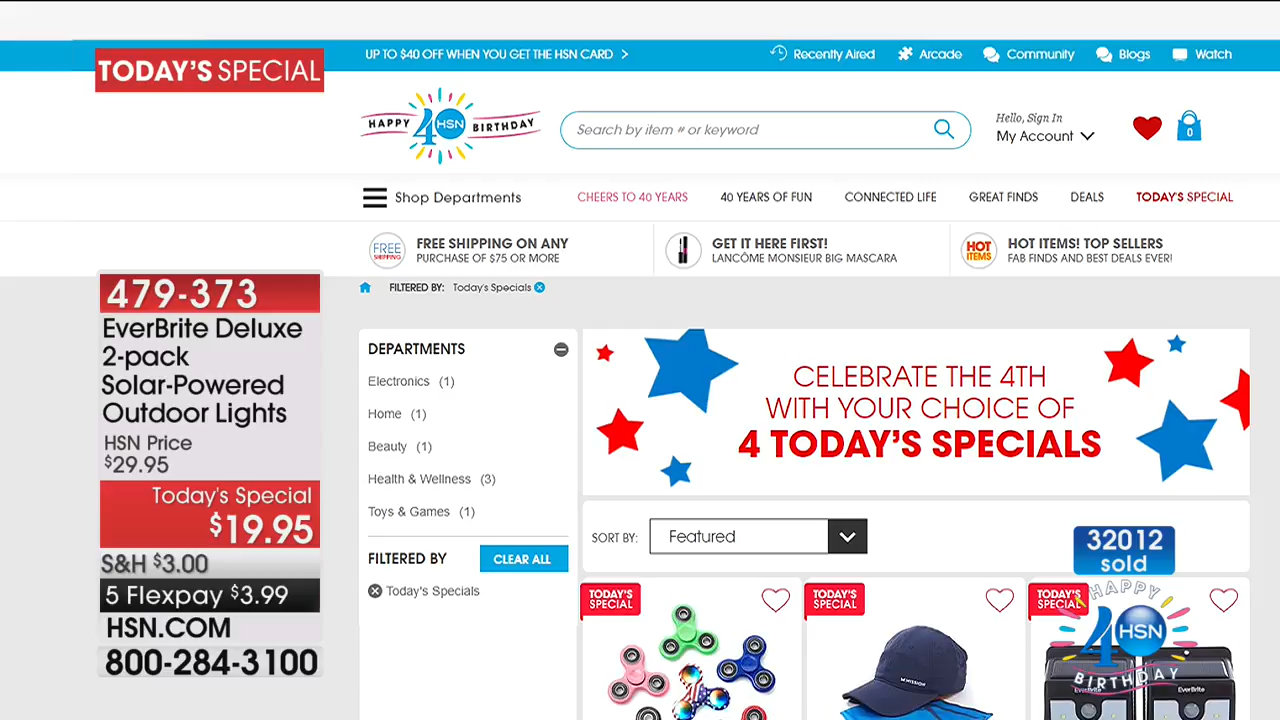 TODAY'S SPECIAL
UP TO $40 OFF WHEN YOU GET THE HSN CARD >
Recently Aired
Arcade
Community
Blogs
Watch
HAPPY 40 HSN BIRTHDAY
Search by item # or keyword
Hello, Sign In
My Account
0
Shop Departments
CHEERS TO 40 YEARS
40 YEARS OF FUN
CONNECTED LIFE
GREAT FINDS
DEALS
TODAY'S SPECIAL
FREE SHIPPING
FREE SHIPPING ON ANY
PURCHASE OF $75 OR MORE
GET IT HERE FIRST!
LANCÔME MONSIEUR BIG MASCARA
HOT ITEMS
HOT ITEMS! TOP SELLERS
FAB FINDS AND BEST DEALS EVER!
FILTERED BY: Today's Specials
479-373
EverBrite Deluxe
2-pack
Solar-Powered
Outdoor Lights
HSN Price
$29.95
Today's Special
$19.95
S&H $3.00
5 Flexpay $3.99
HSN.COM
800-284-3100
DEPARTMENTS
Electronics (1)
Home (1)
Beauty (1)
Health & Wellness (3)
Toys & Games (1)
FILTERED BY
CLEAR ALL
Today's Specials
CELEBRATE THE 4TH
WITH YOUR CHOICE OF
4 TODAY'S SPECIALS
SORT BY: Featured
32012
sold
TODAY'S
SPECIAL
TODAY'S
SPECIAL
TODAY'S
SPECIAL
HAPPY
40 HSN
BIRTHDAY
MISSION
EverBrite
EverBrite